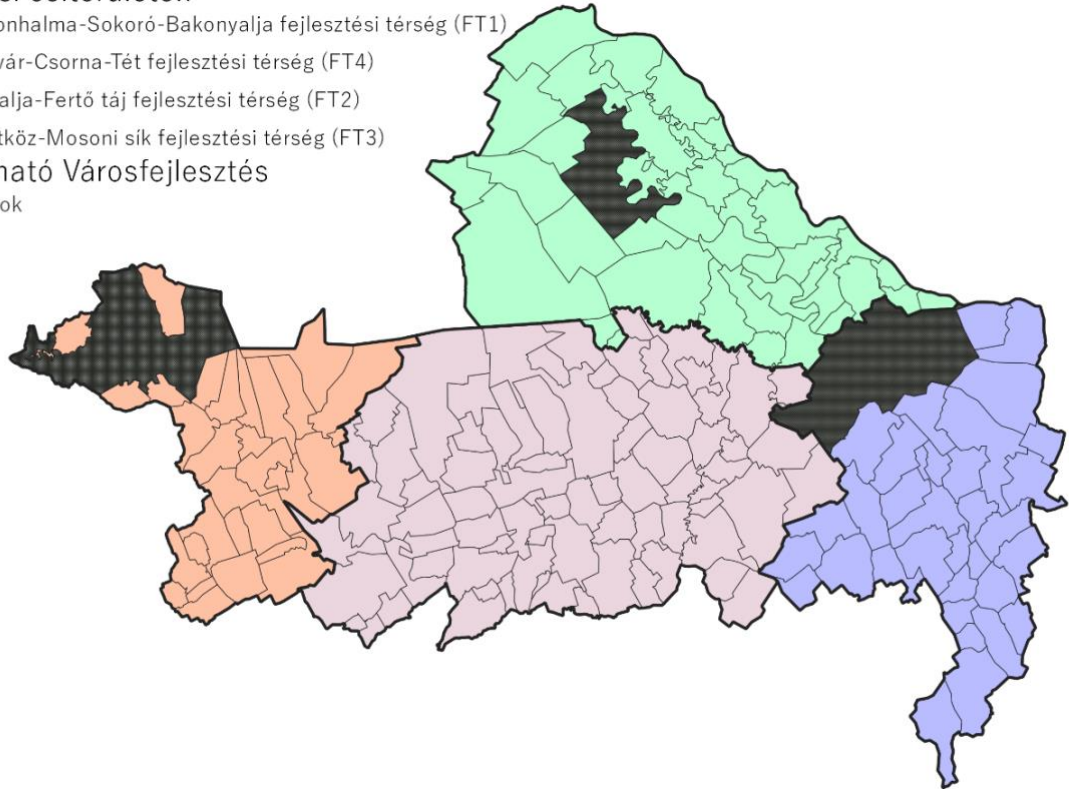 onhalma-Sokoró-Bakonyalja fejlesztési térség (FT1)
vár-Csorna-Tét fejlesztési térség (FT4)
alja-Fertő táj fejlesztési térség (FT2)
tköz-Mosoni sík fejlesztési térség (FT3)
ható Városfejlesztés
ok